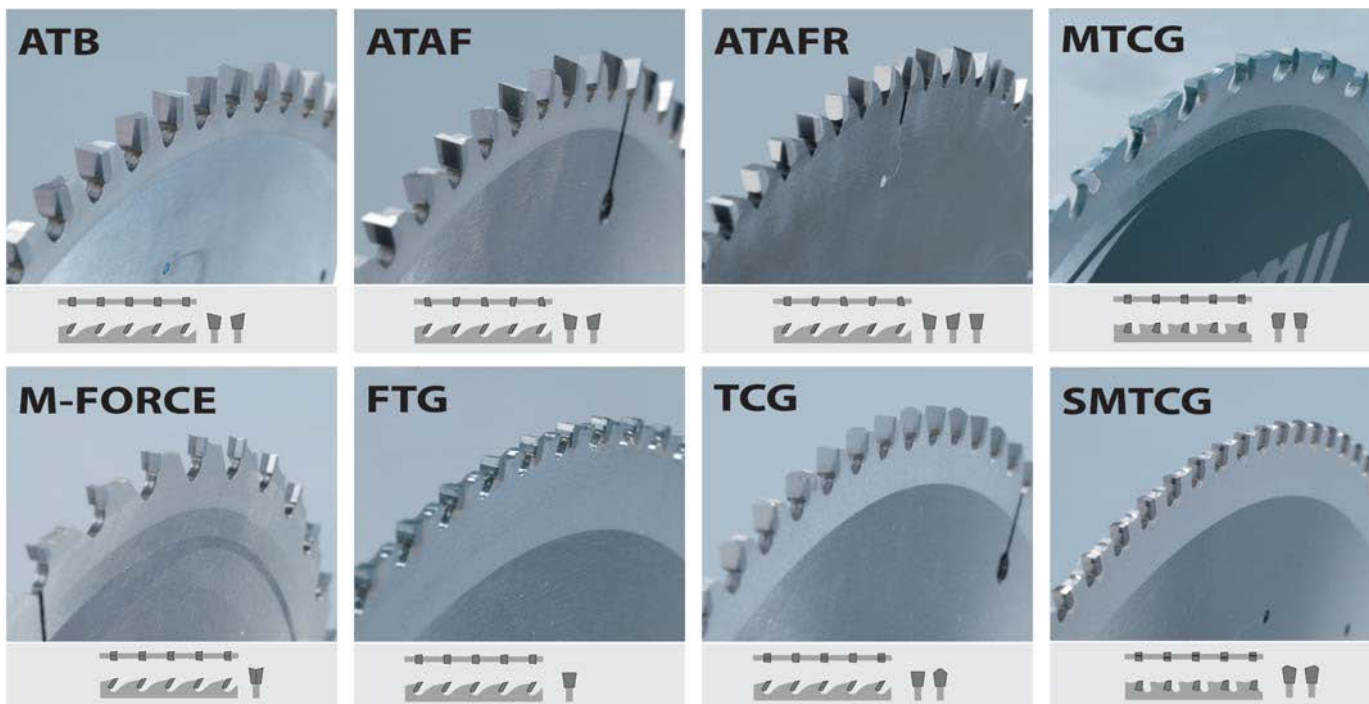 ATB
ATAF
ATAFR
MTCG
M-FORCE
FTG
TCG
SMTCG